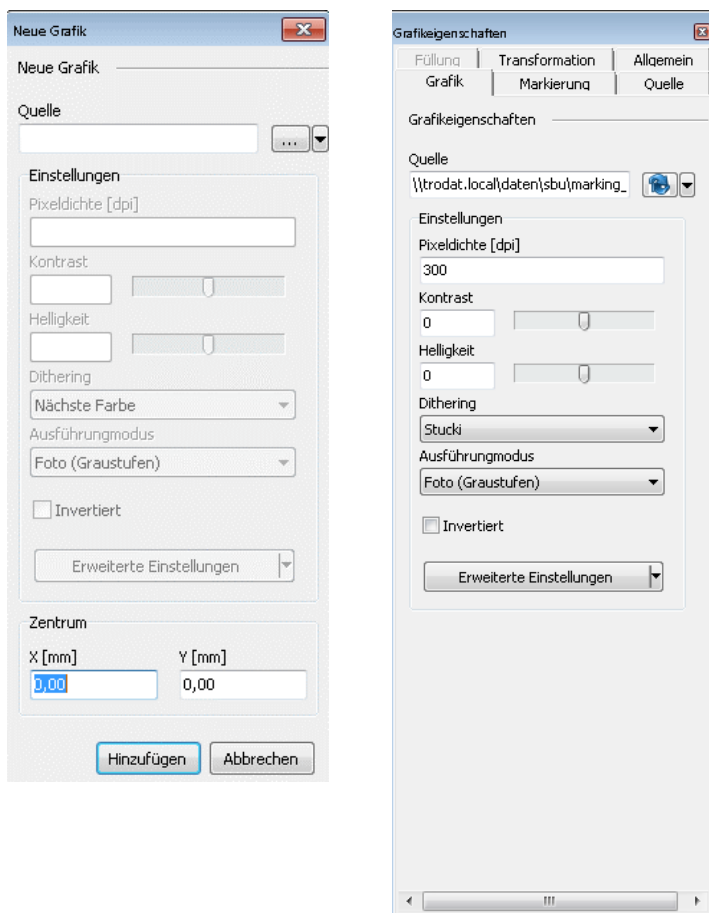 Neue Grafik
Neue Grafik
Quelle
...
Einstellungen
Pixeldichte [dpi]
Kontrast
Helligkeit
Dithering
Nächste Farbe
Ausführungmodus
Foto (Graustufen)
Invertiert
Erweiterte Einstellungen
Zentrum
X [mm] Y [mm]
0,00 0,00
Hinzufügen Abbrechen
Grafikeigenschaften
Füllung Transformation Allgemein
Grafik Markierung Quelle
Grafikeigenschaften
Quelle
\\trodat.local\daten\sbu\marking_
Einstellungen
Pixeldichte [dpi]
300
Kontrast
0
Helligkeit
0
Dithering
Stucki
Ausführungmodus
Foto (Graustufen)
Invertiert
Erweiterte Einstellungen